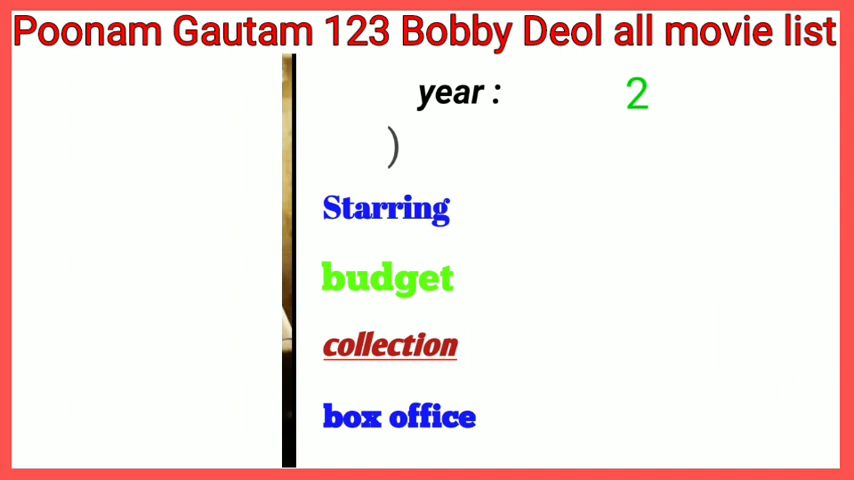 Poonam Gautam 123 Bobby Deol all movie list
year : 2
)
Starring
budget
collection
box office